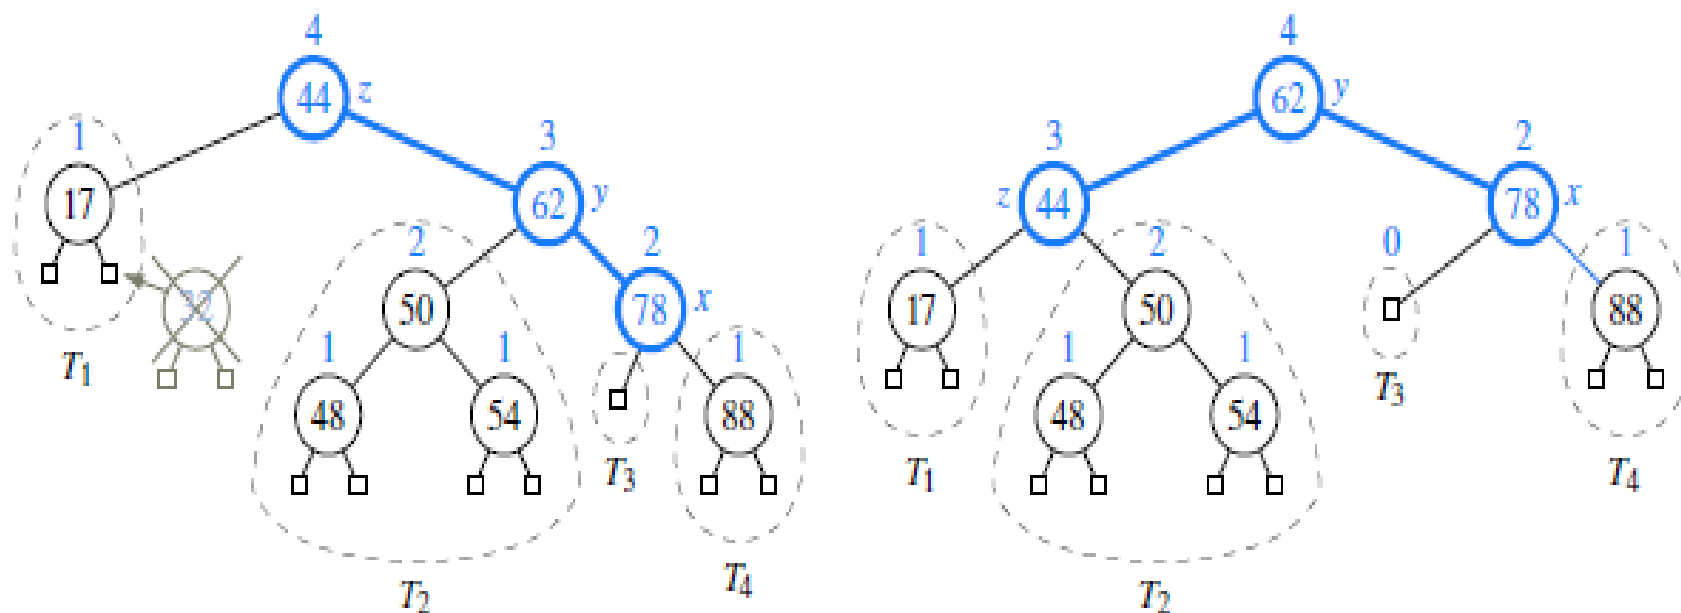 4 4
44 z 62 y
1 3 3 2
17 62 y z 44 78 x
2 2 1 2 0 1
32 50 78 x 17 50 88
T1 1 1 1 1 1 T3
48 54 88 48 54
T3 T1 T4
T2 T4 T2